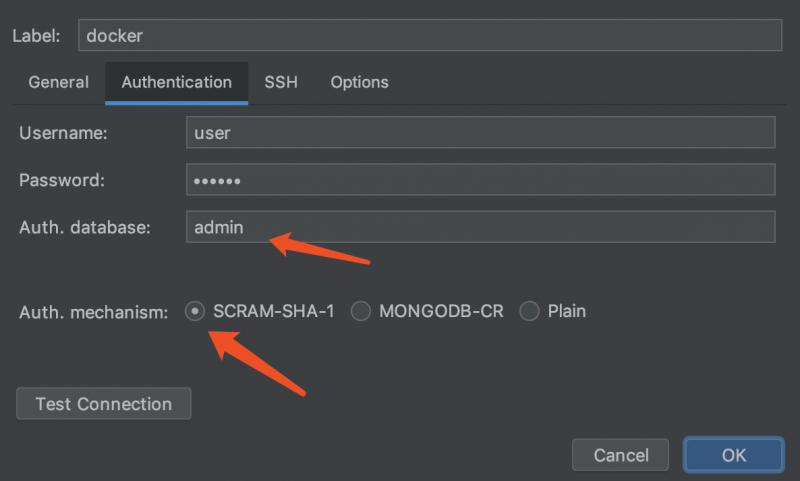 Label: docker
General Authentication SSH Options
Username: user
Password: ••••••
Auth. database: admin
Auth. mechanism: SCRAM-SHA-1 MONGODB-CR Plain
Test Connection
Cancel OK